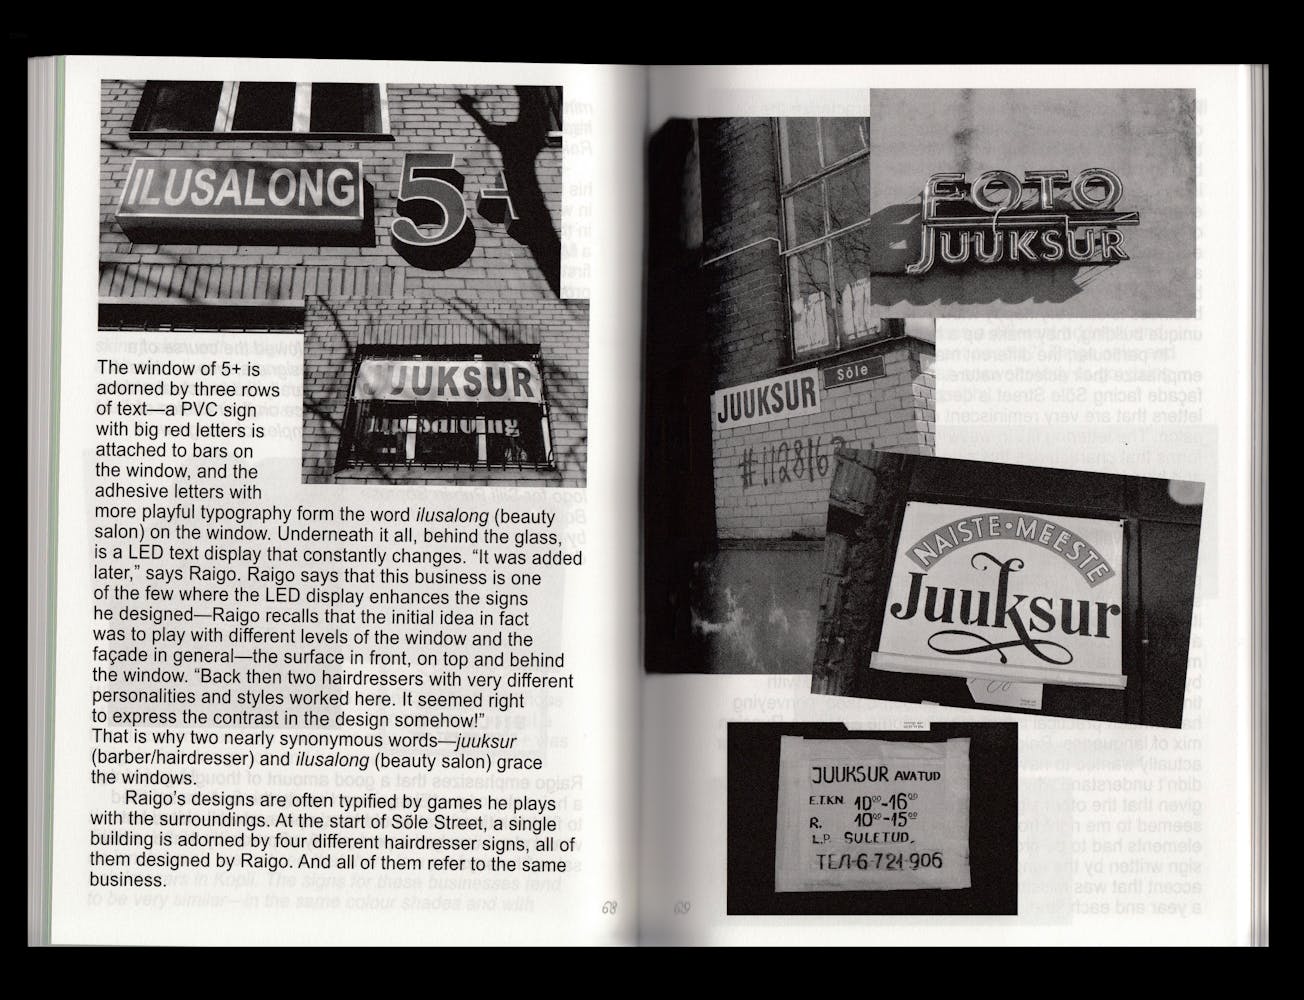 ILUSALONG 5+
JUUKSUR
ilusalong
The window of 5+ is
adorned by three rows
of text—a PVC sign
with big red letters is
attached to bars on
the window, and the
adhesive letters with
more playful typography form the word ilusalong (beauty
salon) on the window. Underneath it all, behind the glass,
is a LED text display that constantly changes. “It was added
later,” says Raigo. Raigo says that this business is one
of the few where the LED display enhances the signs
he designed—Raigo recalls that the initial idea in fact
was to play with different levels of the window and the
façade in general—the surface in front, on top and behind
the window. “Back then two hairdressers with very different
personalities and styles worked here. It seemed right
to express the contrast in the design somehow!”
That is why two nearly synonymous words—juuksur
(barber/hairdresser) and ilusalong (beauty salon) grace
the windows.
Raigo’s designs are often typified by games he plays
with the surroundings. At the start of Sõle Street, a single
building is adorned by four different hairdresser signs, all of
them designed by Raigo. And all of them refer to the same
business.
68
FOTO
JUUKSUR
Sõle
JUUKSUR
#112816
NAISTE·MEESTE
Juuksur
JUUKSUR AVATUD
E.T.K.N. 10⁰⁰-16⁰⁰
R. 10⁰⁰-15⁰⁰
L.P. SULETUD.
ТЕЛ 6-724-906
69